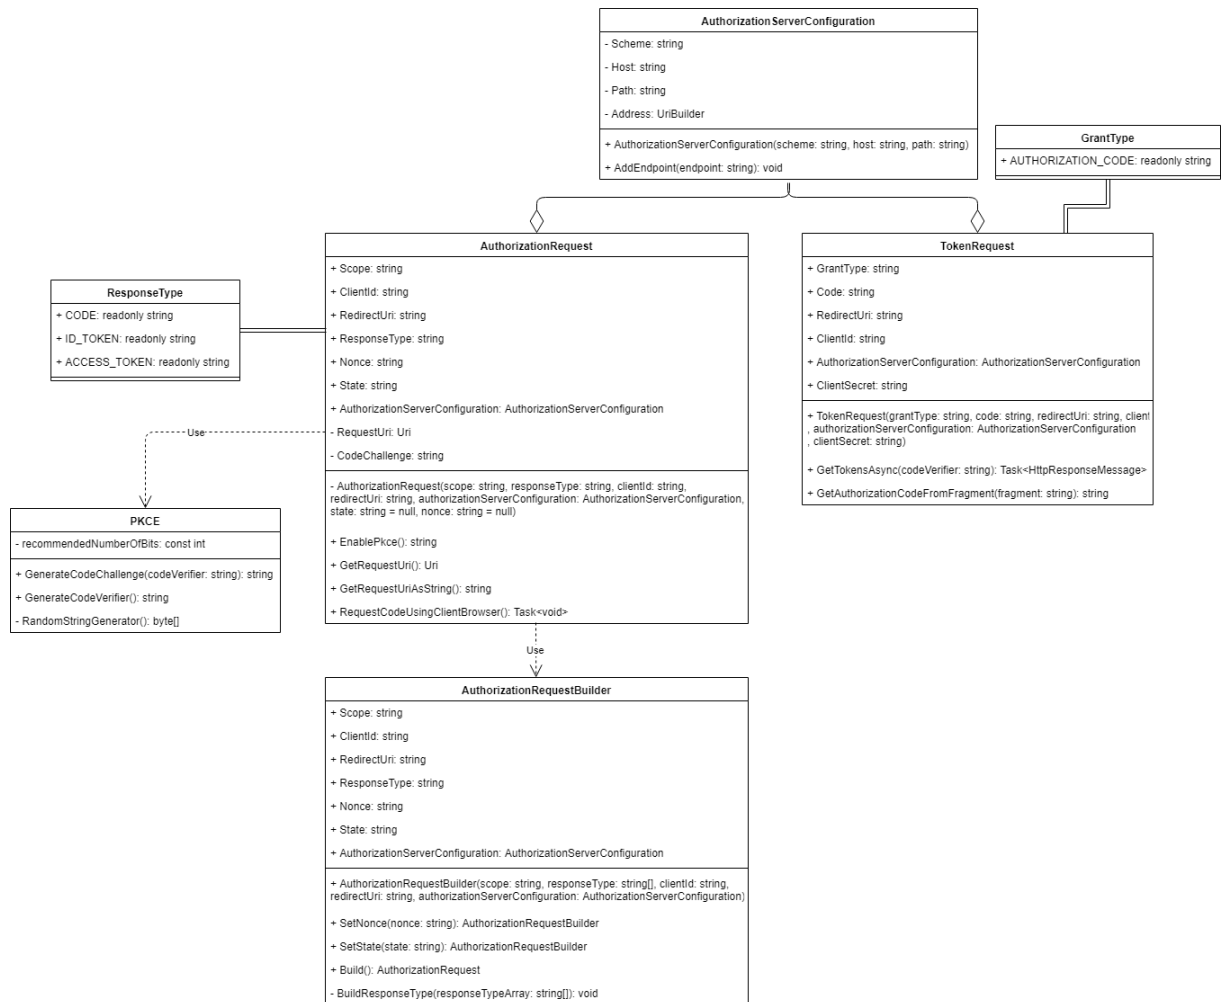 AuthorizationServerConfiguration
- Scheme: string
- Host: string
- Path: string
- Address: UriBuilder
+ AuthorizationServerConfiguration(scheme: string, host: string, path: string)
+ AddEndpoint(endpoint: string): void
GrantType
+ AUTHORIZATION_CODE: readonly string
AuthorizationRequest
+ Scope: string
+ ClientId: string
+ RedirectUri: string
+ ResponseType: string
+ Nonce: string
+ State: string
+ AuthorizationServerConfiguration: AuthorizationServerConfiguration
- RequestUri: Uri
- CodeChallenge: string
- AuthorizationRequest(scope: string, responseType: string, clientId: string,
redirectUri: string, authorizationServerConfiguration: AuthorizationServerConfiguration,
state: string = null, nonce: string = null)
+ EnablePkce(): string
+ GetRequestUri(): Uri
+ GetRequestUriAsString(): string
+ RequestCodeUsingClientBrowser(): Task<void>
TokenRequest
+ GrantType: string
+ Code: string
+ RedirectUri: string
+ ClientId: string
+ AuthorizationServerConfiguration: AuthorizationServerConfiguration
+ ClientSecret: string
+ TokenRequest(grantType: string, code: string, redirectUri: string, client
, authorizationServerConfiguration: AuthorizationServerConfiguration
, clientSecret: string)
+ GetTokensAsync(codeVerifier: string): Task<HttpResponseMessage>
+ GetAuthorizationCodeFromFragment(fragment: string): string
ResponseType
+ CODE: readonly string
+ ID_TOKEN: readonly string
+ ACCESS_TOKEN: readonly string
Use
PKCE
- recommendedNumberOfBits: const int
+ GenerateCodeChallenge(codeVerifier: string): string
+ GenerateCodeVerifier(): string
- RandomStringGenerator(): byte[]
Use
AuthorizationRequestBuilder
+ Scope: string
+ ClientId: string
+ RedirectUri: string
+ ResponseType: string
+ Nonce: string
+ State: string
+ AuthorizationServerConfiguration: AuthorizationServerConfiguration
+ AuthorizationRequestBuilder(scope: string, responseType: string[], clientId: string,
redirectUri: string, authorizationServerConfiguration: AuthorizationServerConfiguration)
+ SetNonce(nonce: string): AuthorizationRequestBuilder
+ SetState(state: string): AuthorizationRequestBuilder
+ Build(): AuthorizationRequest
- BuildResponseType(responseTypeArray: string[]): void